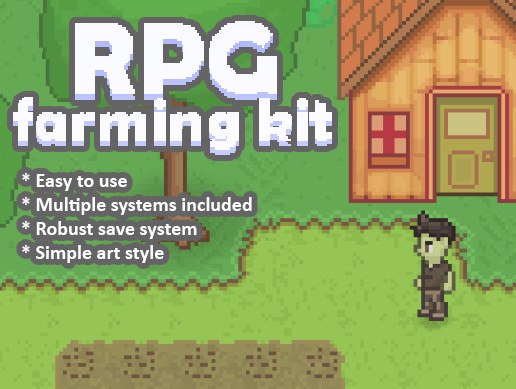 RPG
farming kit
* Easy to use
* Multiple systems included
* Robust save system
* Simple art style